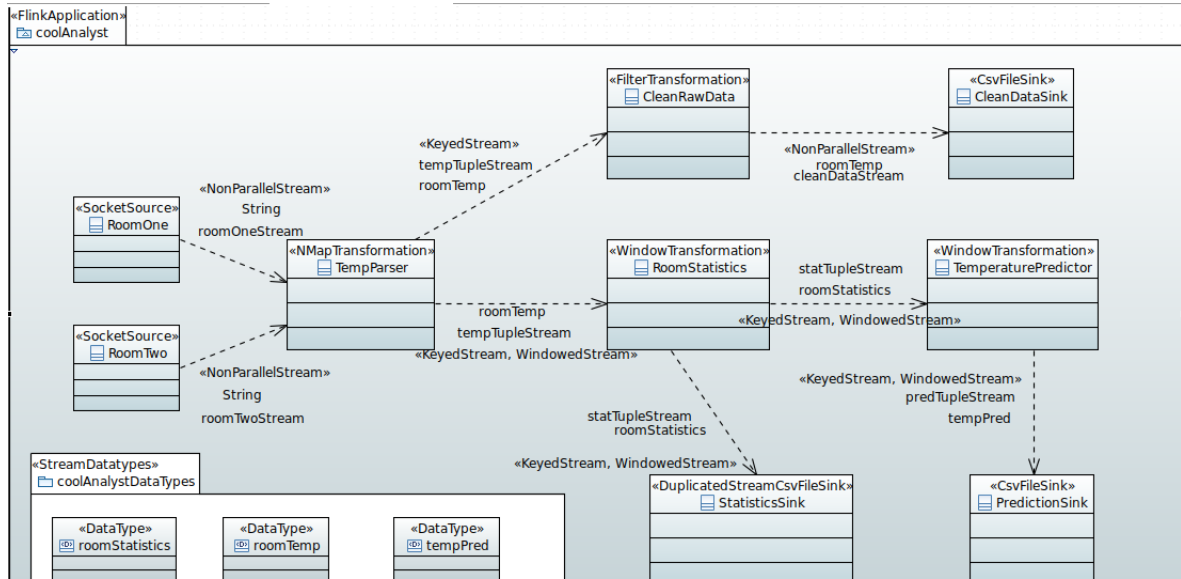 «FlinkApplication»
coolAnalyst
«FilterTransformation»
CleanRawData
«CsvFileSink»
CleanDataSink
«KeyedStream»
tempTupleStream
roomTemp
«NonParallelStream»
roomTemp
cleanDataStream
«NonParallelStream»
String
roomOneStream
«SocketSource»
RoomOne
«NMapTransformation»
TempParser
«WindowTransformation»
RoomStatistics
statTupleStream
roomStatistics
«KeyedStream, WindowedStream»
«WindowTransformation»
TemperaturePredictor
roomTemp
tempTupleStream
«KeyedStream, WindowedStream»
«SocketSource»
RoomTwo
«NonParallelStream»
String
roomTwoStream
«KeyedStream, WindowedStream»
predTupleStream
tempPred
statTupleStream
roomStatistics
«KeyedStream, WindowedStream»
«StreamDatatypes»
coolAnalystDataTypes
«DuplicatedStreamCsvFileSink»
StatisticsSink
«CsvFileSink»
PredictionSink
«DataType»
roomStatistics
«DataType»
roomTemp
«DataType»
tempPred